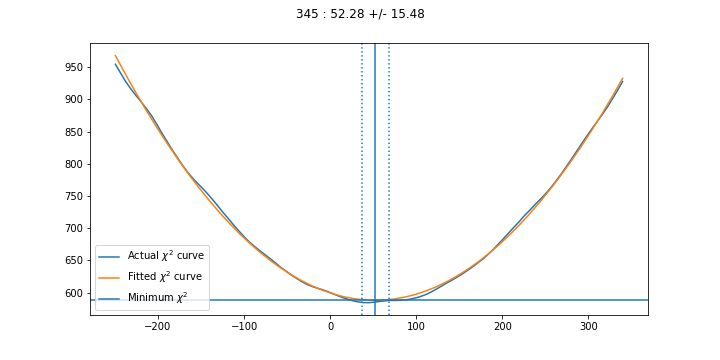 345 : 52.28 +/- 15.48
950
900
850
800
750
700
650
600
Actual χ² curve
Fitted χ² curve
Minimum χ²
−200 −100 0 100 200 300